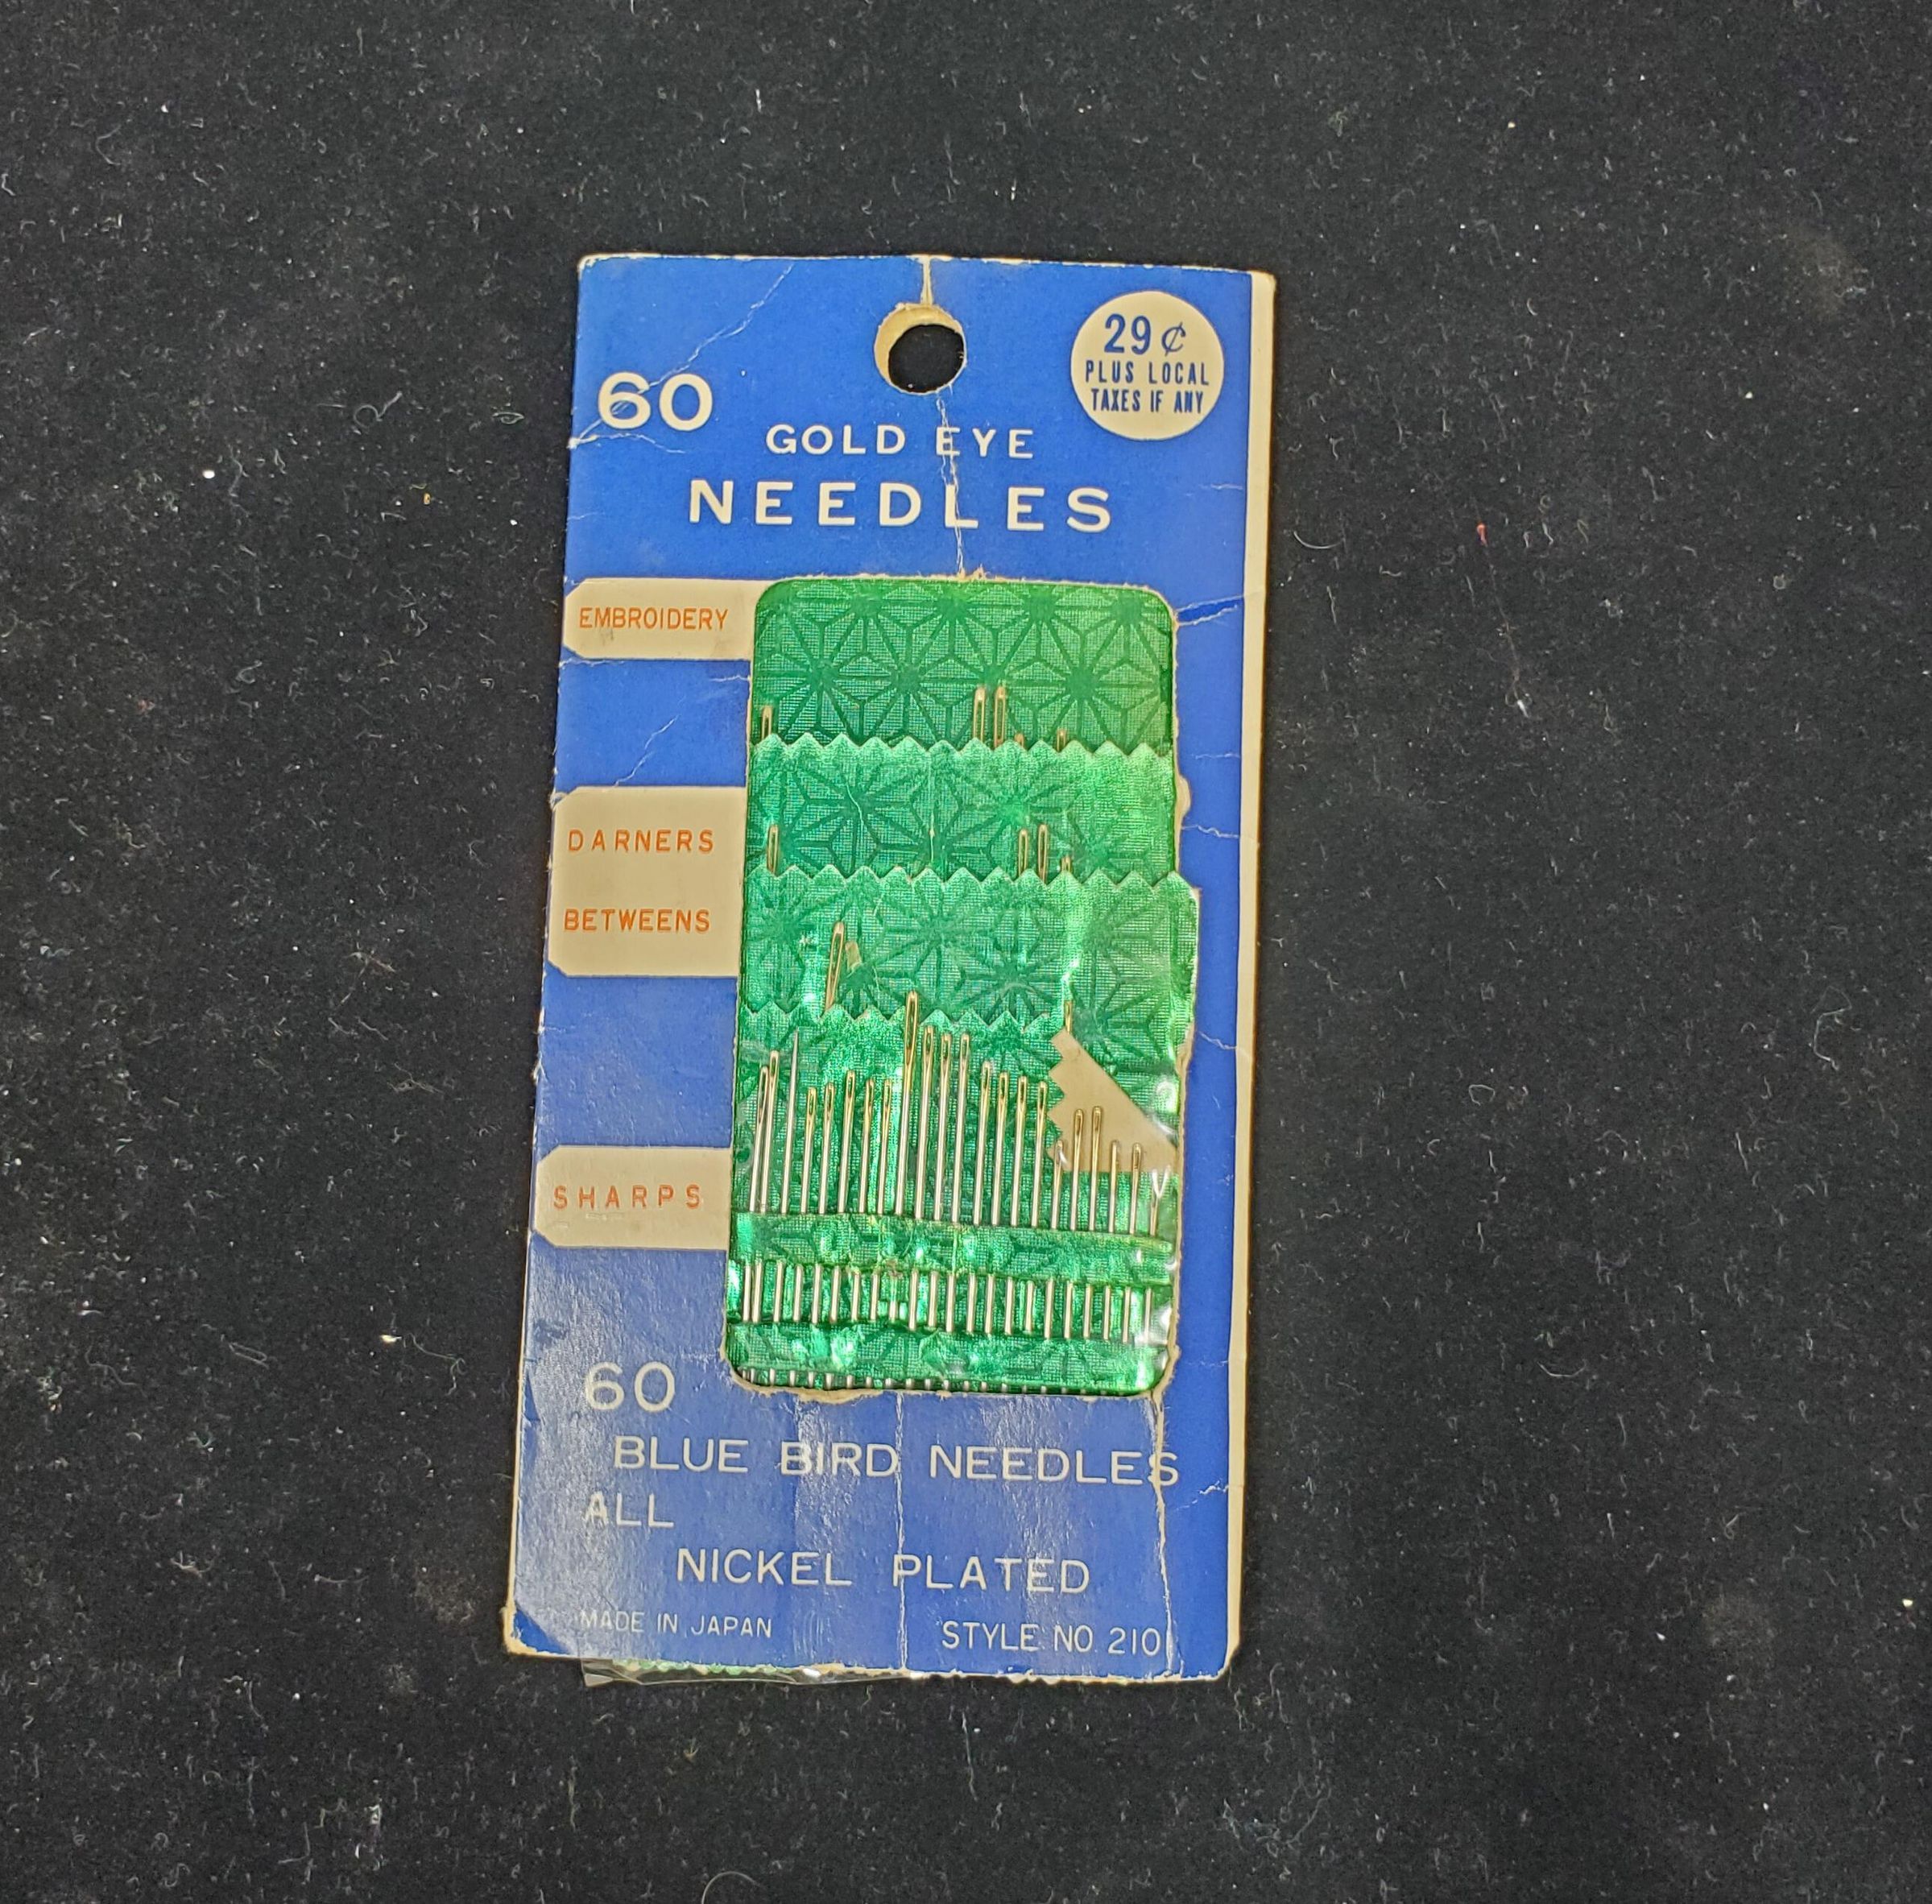 29¢
PLUS LOCAL
TAXES IF ANY
60
GOLD EYE
NEEDLES
EMBROIDERY
DARNERS
BETWEENS
SHARPS
60
BLUE BIRD NEEDLES
ALL
NICKEL PLATED
MADE IN JAPAN
STYLE NO. 210